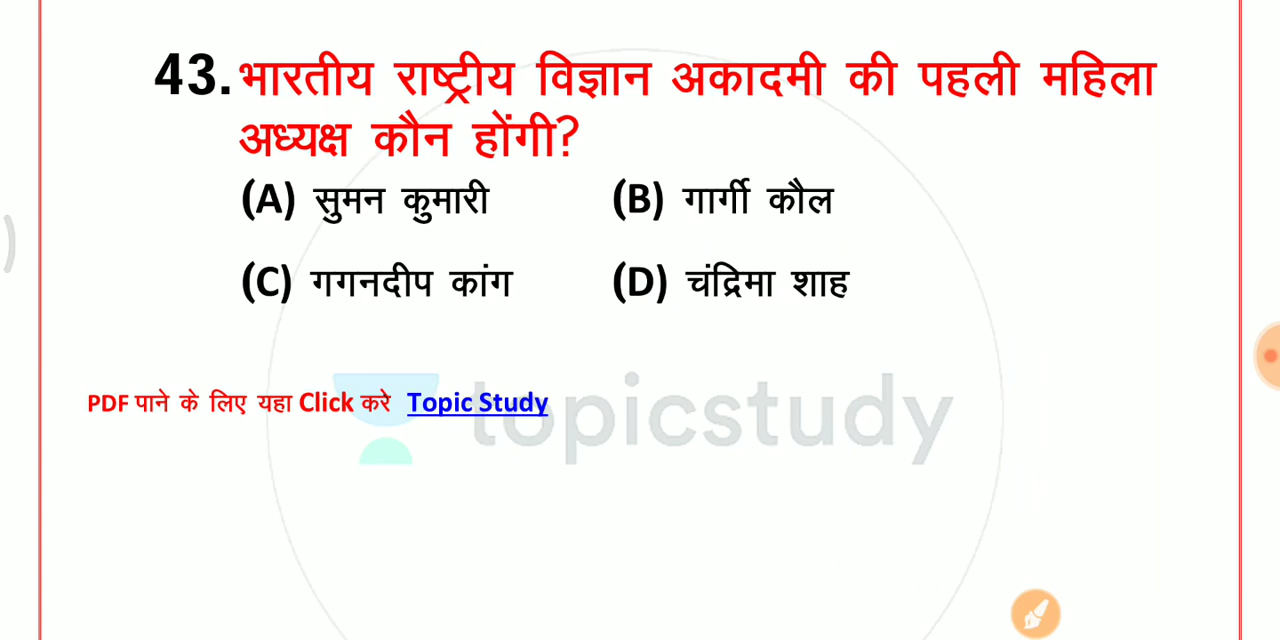 43. भारतीय राष्ट्रीय विज्ञान अकादमी की पहली महिला
अध्यक्ष कौन होंगी?
(A) सुमन कुमारी (B) गार्गी कौल
(C) गगनदीप कांग (D) चंद्रिमा शाह
PDF पाने के लिए यहा Click करे Topic Study
topicstudy